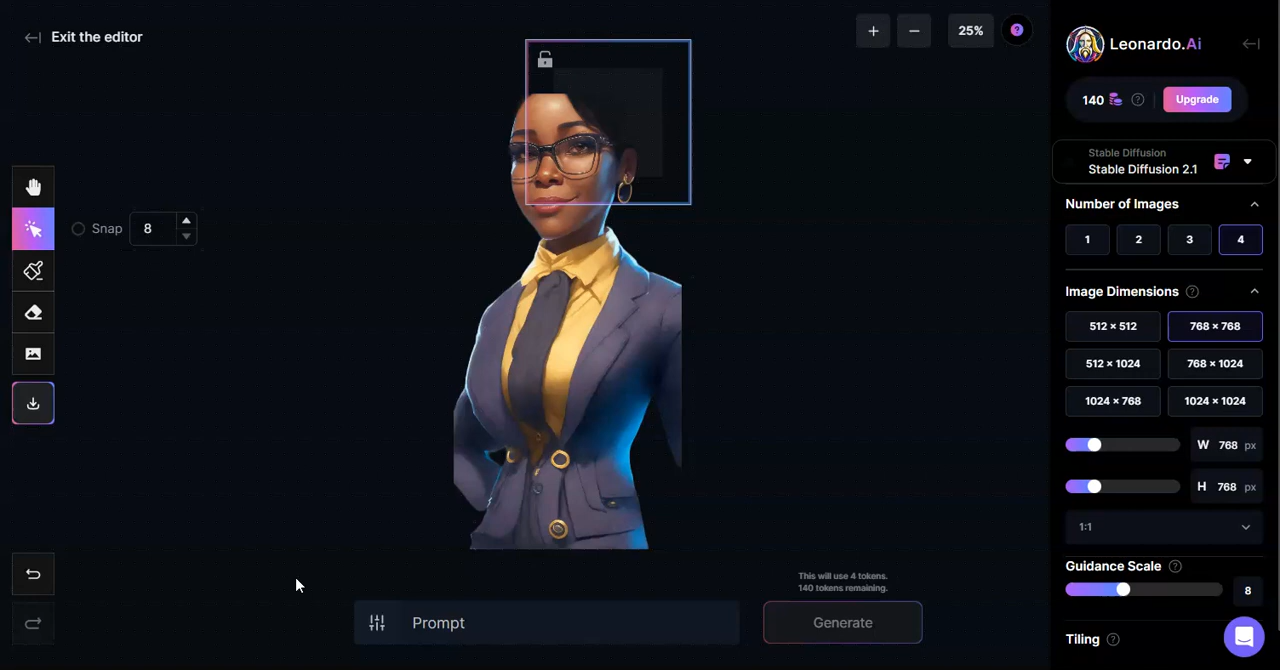 Exit the editor
25%
?
Leonardo.Ai
140
?
Upgrade
Stable Diffusion
Stable Diffusion 2.1
Number of Images
1
2
3
4
Snap
8
Image Dimensions
?
512 × 512
768 × 768
512 × 1024
768 × 1024
1024 × 768
1024 × 1024
W 768 px
H 768 px
1:1
Guidance Scale
?
8
This will use 4 tokens.
140 tokens remaining.
Prompt
Generate
Tiling
?